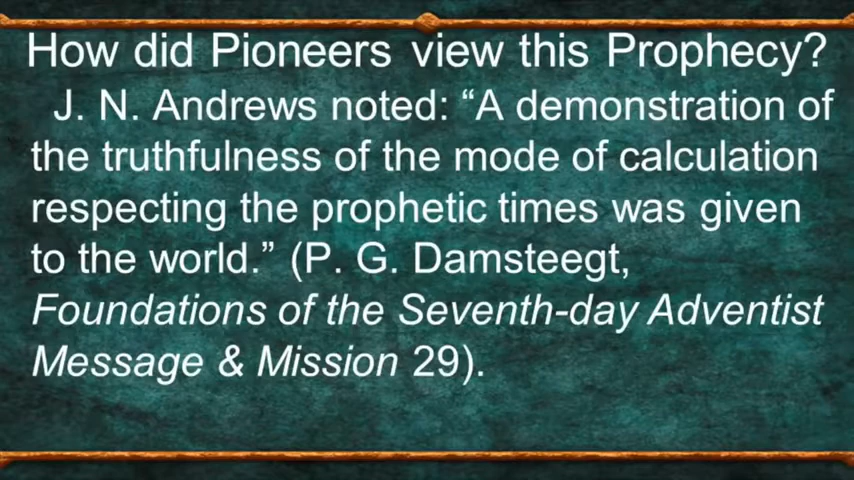 How did Pioneers view this Prophecy?
J. N. Andrews noted: “A demonstration of
the truthfulness of the mode of calculation
respecting the prophetic times was given
to the world.” (P. G. Damsteegt,
Foundations of the Seventh-day Adventist
Message & Mission 29).